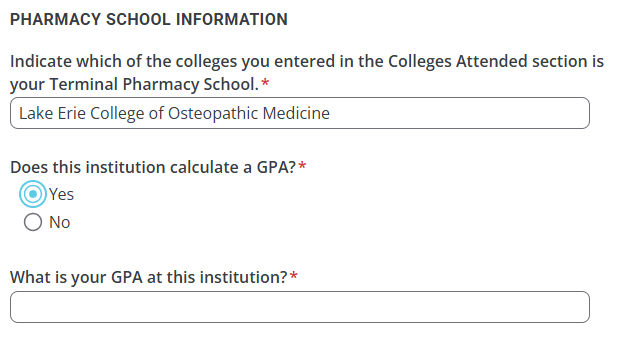 PHARMACY SCHOOL INFORMATION
Indicate which of the colleges you entered in the Colleges Attended section is
your Terminal Pharmacy School.*
Lake Erie College of Osteopathic Medicine
Does this institution calculate a GPA?*
Yes
No
What is your GPA at this institution?*